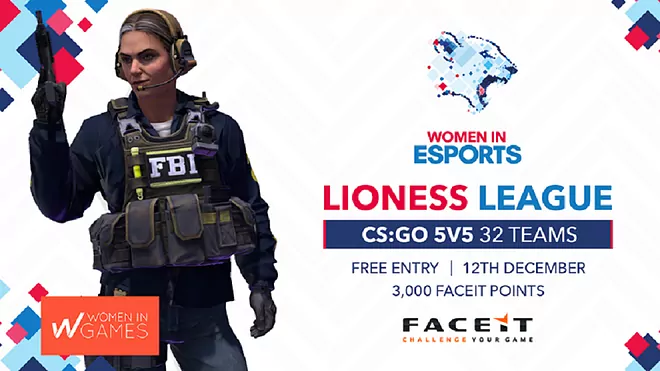 FBI
WOMEN IN
GAMES
WOMEN IN
ESPORTS
LIONESS LEAGUE
CS:GO 5V5 32 TEAMS
FREE ENTRY | 12TH DECEMBER
3,000 FACEIT POINTS
FACEIT
CHALLENGE YOUR GAME